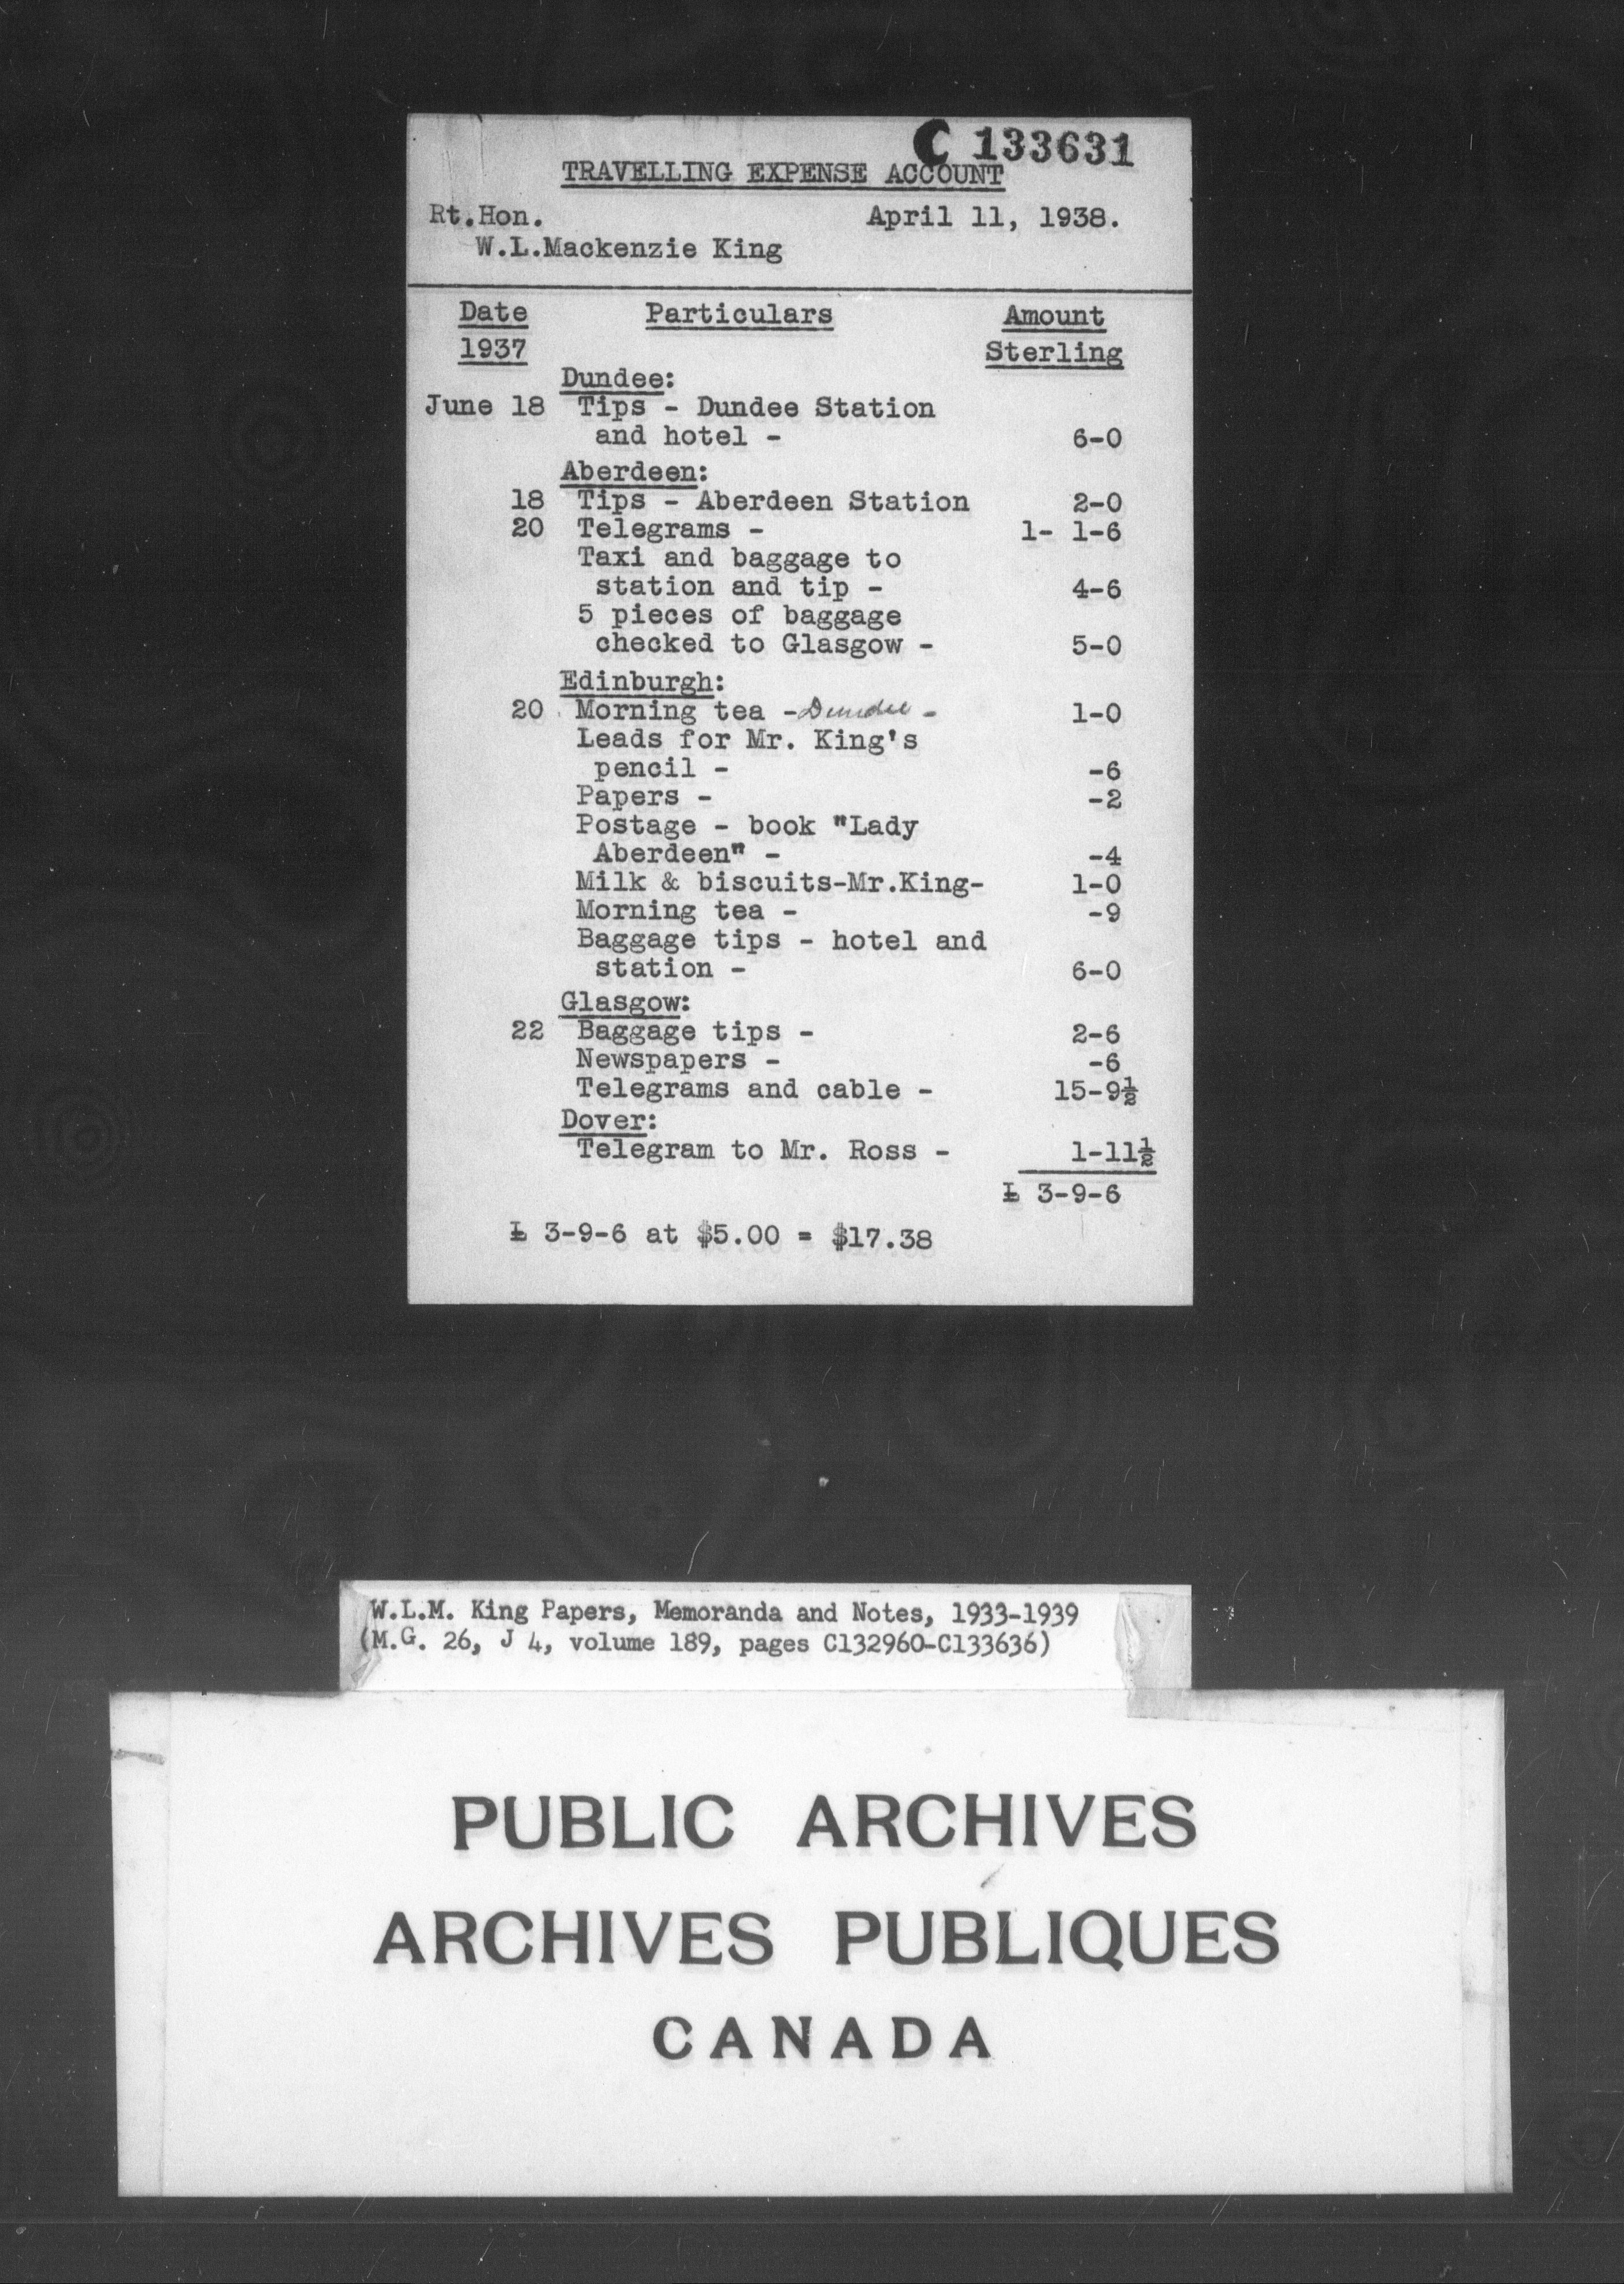 C 133631
TRAVELLING EXPENSE ACCOUNT
Rt.Hon. April 11, 1938.
W.L.Mackenzie King
Date Particulars Amount
1937 Sterling
Dundee:
June 18 Tips - Dundee Station
and hotel - 6-0
Aberdeen:
18 Tips - Aberdeen Station 2-0
20 Telegrams - 1- 1-6
Taxi and baggage to
station and tip - 4-6
5 pieces of baggage
checked to Glasgow - 5-0
Edinburgh:
20 Morning tea - Dundee - 1-0
Leads for Mr. King's
pencil - -6
Papers - -2
Postage - book "Lady
Aberdeen" - -4
Milk & biscuits-Mr.King- 1-0
Morning tea - -9
Baggage tips - hotel and
station - 6-0
Glasgow:
22 Baggage tips - 2-6
Newspapers - -6
Telegrams and cable - 15-9½
Dover:
Telegram to Mr. Ross - 1-11½
Ł 3-9-6
Ł 3-9-6 at $5.00 = $17.38
W.L.M. King Papers, Memoranda and Notes, 1933-1939
(M.G. 26, J 4, volume 189, pages C132960-C133636)
PUBLIC ARCHIVES
ARCHIVES PUBLIQUES
CANADA